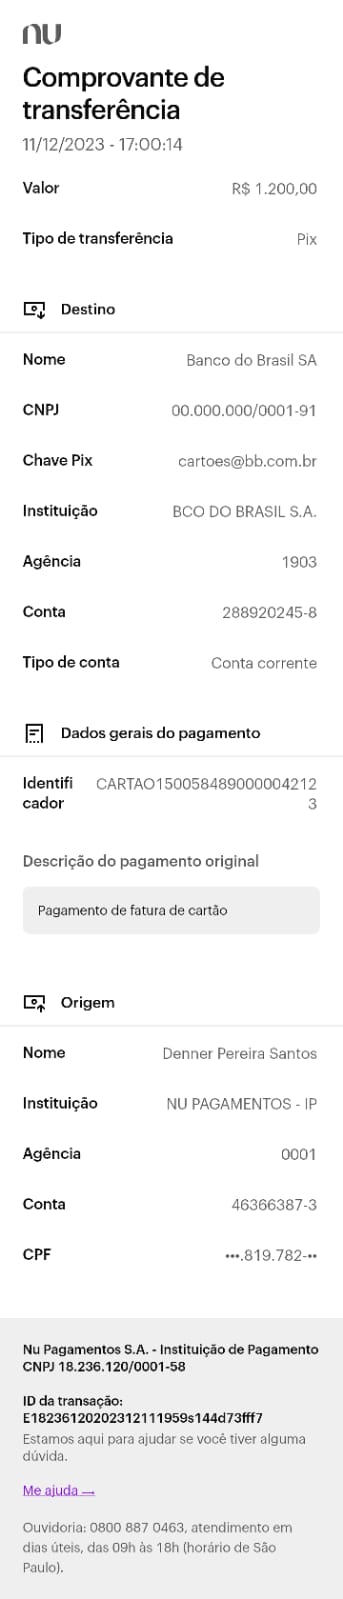 nu
Comprovante de
transferência
11/12/2023 - 17:00:14
Valor R$ 1.200,00
Tipo de transferência Pix
Destino
Nome Banco do Brasil SA
CNPJ 00.000.000/0001-91
Chave Pix cartoes@bb.com.br
Instituição BCO DO BRASIL S.A.
Agência 1903
Conta 288920245-8
Tipo de conta Conta corrente
Dados gerais do pagamento
Identifi CARTAO150058489000004212
cador 3
Descrição do pagamento original
Pagamento de fatura de cartão
Origem
Nome Denner Pereira Santos
Instituição NU PAGAMENTOS - IP
Agência 0001
Conta 46366387-3
CPF •••.819.782-••
Nu Pagamentos S.A. - Instituição de Pagamento
CNPJ 18.236.120/0001-58
ID da transação:
E18236120202312111959s144d73fff7
Estamos aqui para ajudar se você tiver alguma
dúvida.
Me ajuda →
Ouvidoria: 0800 887 0463, atendimento em
dias úteis, das 09h às 18h (horário de São
Paulo).